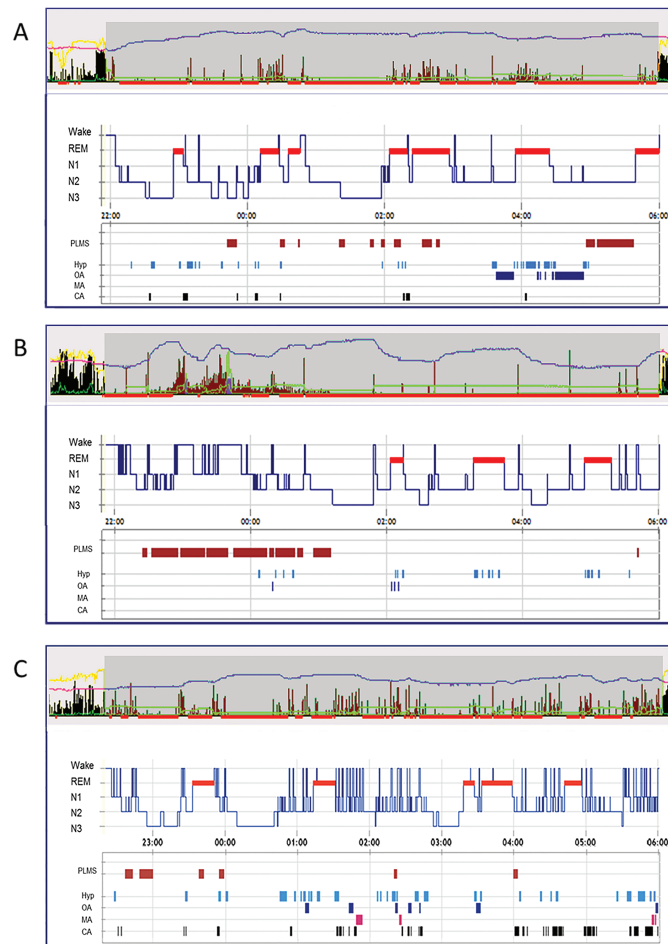 A
Wake
REM
N1
N2
N3
22:00 00:00 02:00 04:00 06:00
PLMS
Hyp
OA
MA
CA
B
Wake
REM
N1
N2
N3
22:00 00:00 02:00 04:00 06:00
PLMS
Hyp
OA
MA
CA
C
Wake
REM
N1
N2
N3
23:00 00:00 01:00 02:00 03:00 04:00 05:00 06:00
PLMS
Hyp
OA
MA
CA